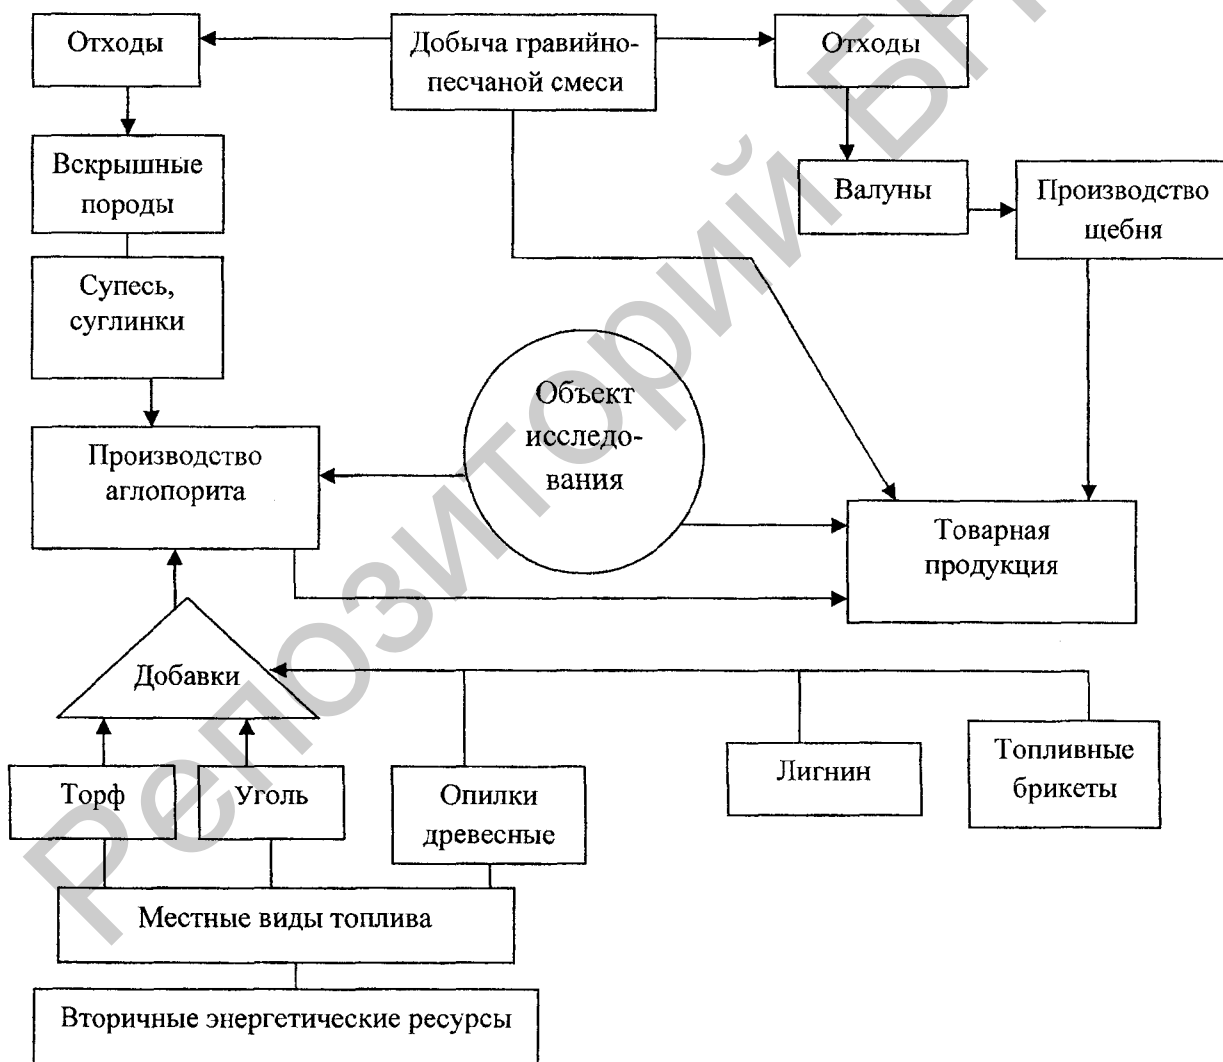 Отходы
Добыча гравийно-
песчаной смеси
Отходы
Вскрышные
породы
Валуны
Производство
щебня
Супесь,
суглинки
Объект
исследо-
вания
Производство
аглопорита
Товарная
продукция
Добавки
Торф
Уголь
Опилки
древесные
Лигнин
Топливные
брикеты
Местные виды топлива
Вторичные энергетические ресурсы
Репозиторий